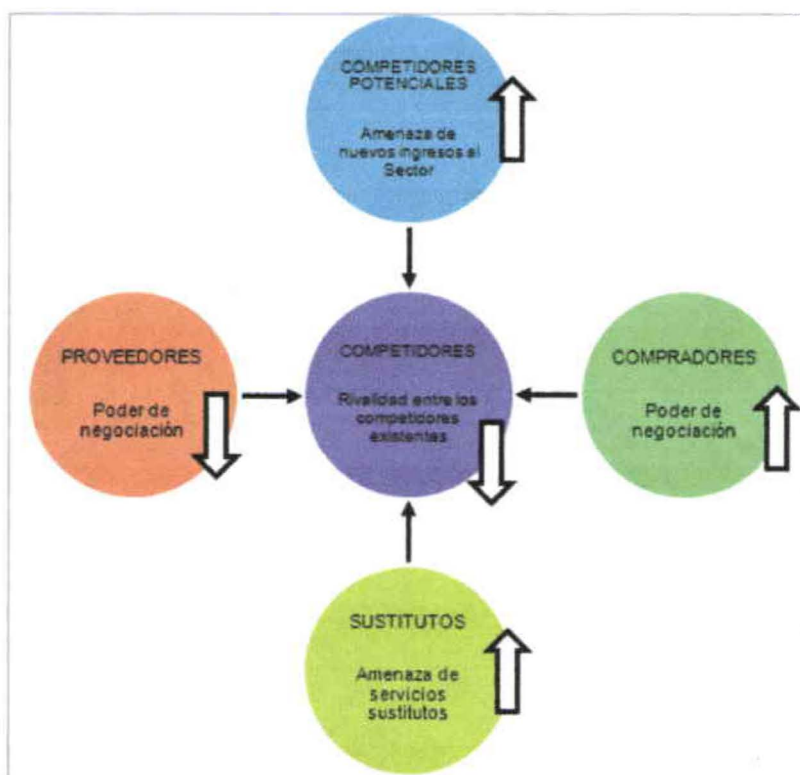 COMPETIDORES
POTENCIALES
Amenaza de
nuevos ingresos al
Sector
PROVEEDORES
Poder de
negociación
COMPETIDORES
Rivalidad entre los
competidores
existentes
COMPRADORES
Poder de
negociación
SUSTITUTOS
Amenaza de
servicios
sustitutos